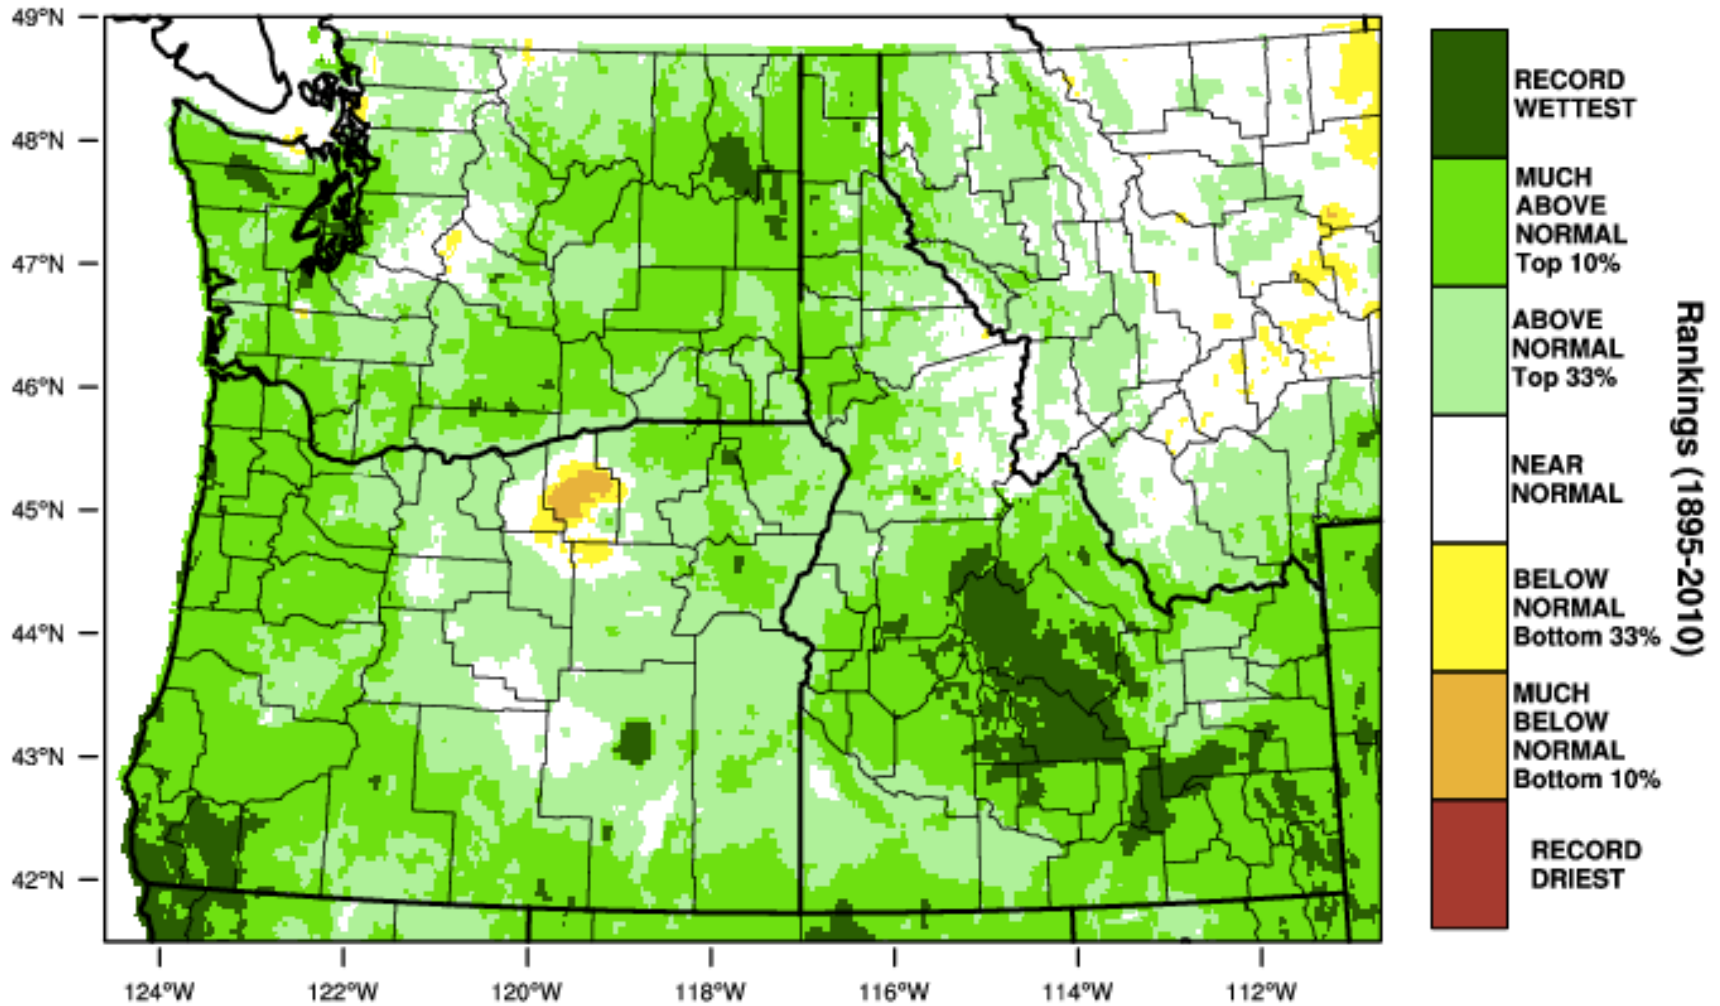 49°N
48°N
47°N
46°N
45°N
44°N
43°N
42°N
124°W
122°W
120°W
118°W
116°W
114°W
112°W
RECORD
WETTEST
MUCH
ABOVE
NORMAL
Top 10%
ABOVE
NORMAL
Top 33%
NEAR
NORMAL
BELOW
NORMAL
Bottom 33%
MUCH
BELOW
NORMAL
Bottom 10%
RECORD
DRIEST
Rankings (1895-2010)